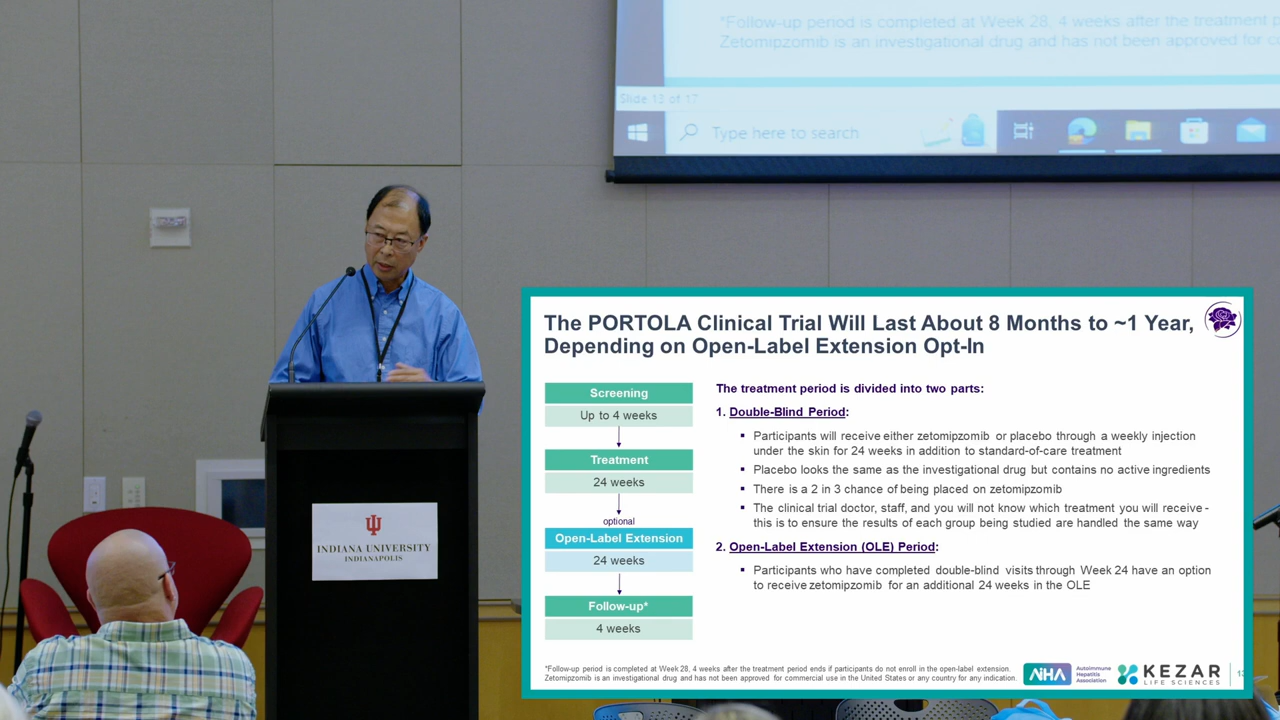 *Follow-up period is completed at Week 28, 4 weeks after the treatment p
Zetomipzomib is an investigational drug and has not been approved for co
Slide 13 of 17
Type here to search
The PORTOLA Clinical Trial Will Last About 8 Months to ~1 Year,
Depending on Open-Label Extension Opt-In
Screening
Up to 4 weeks
Treatment
24 weeks
optional
Open-Label Extension
24 weeks
Follow-up*
4 weeks
The treatment period is divided into two parts:
1. Double-Blind Period:
▪ Participants will receive either zetomipzomib or placebo through a weekly injection
under the skin for 24 weeks in addition to standard-of-care treatment
▪ Placebo looks the same as the investigational drug but contains no active ingredients
▪ There is a 2 in 3 chance of being placed on zetomipzomib
▪ The clinical trial doctor, staff, and you will not know which treatment you will receive -
this is to ensure the results of each group being studied are handled the same way
2. Open-Label Extension (OLE) Period:
▪ Participants who have completed double-blind visits through Week 24 have an option
to receive zetomipzomib for an additional 24 weeks in the OLE
*Follow-up period is completed at Week 28, 4 weeks after the treatment period ends if participants do not enroll in the open-label extension.
Zetomipzomib is an investigational drug and has not been approved for commercial use in the United States or any country for any indication.
AIHA Autoimmune
Hepatitis
Association
KEZAR
LIFE SCIENCES
INDIANA UNIVERSITY
INDIANAPOLIS